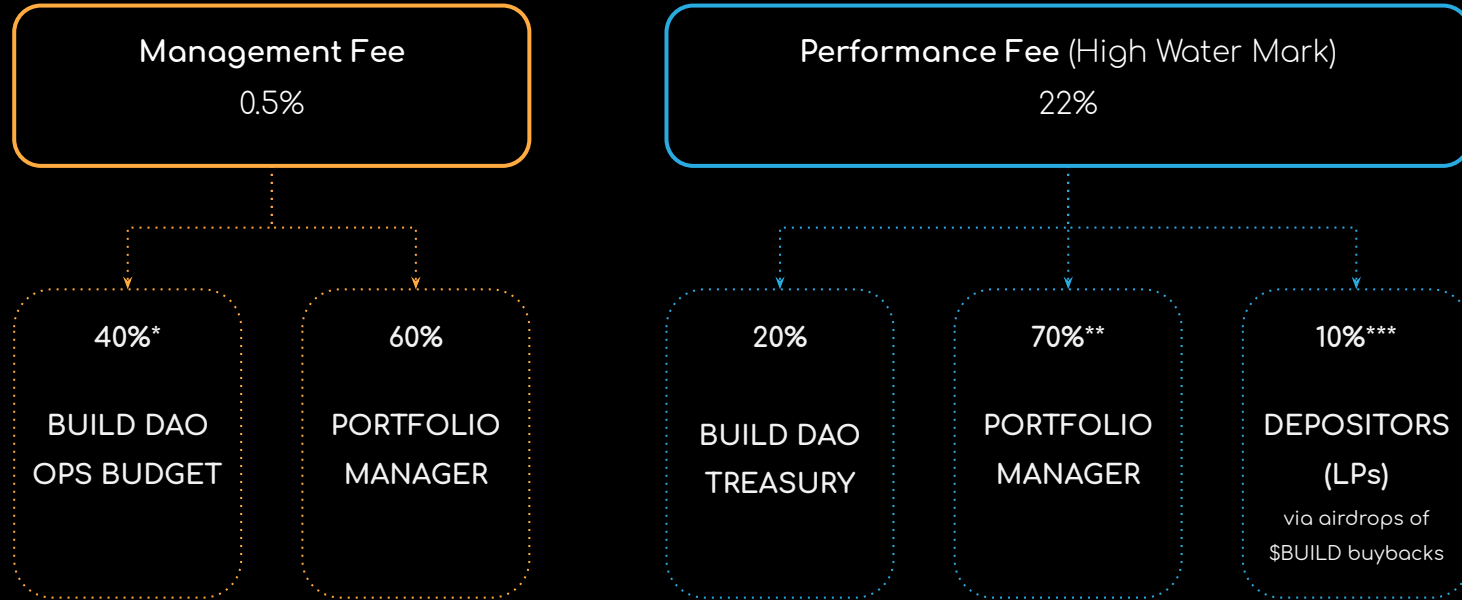 Management Fee
0.5%
Performance Fee (High Water Mark)
22%
40%*
BUILD DAO
OPS BUDGET
60%
PORTFOLIO
MANAGER
20%
BUILD DAO
TREASURY
70%**
PORTFOLIO
MANAGER
10%***
DEPOSITORS
(LPs)
via airdrops of
$BUILD buybacks